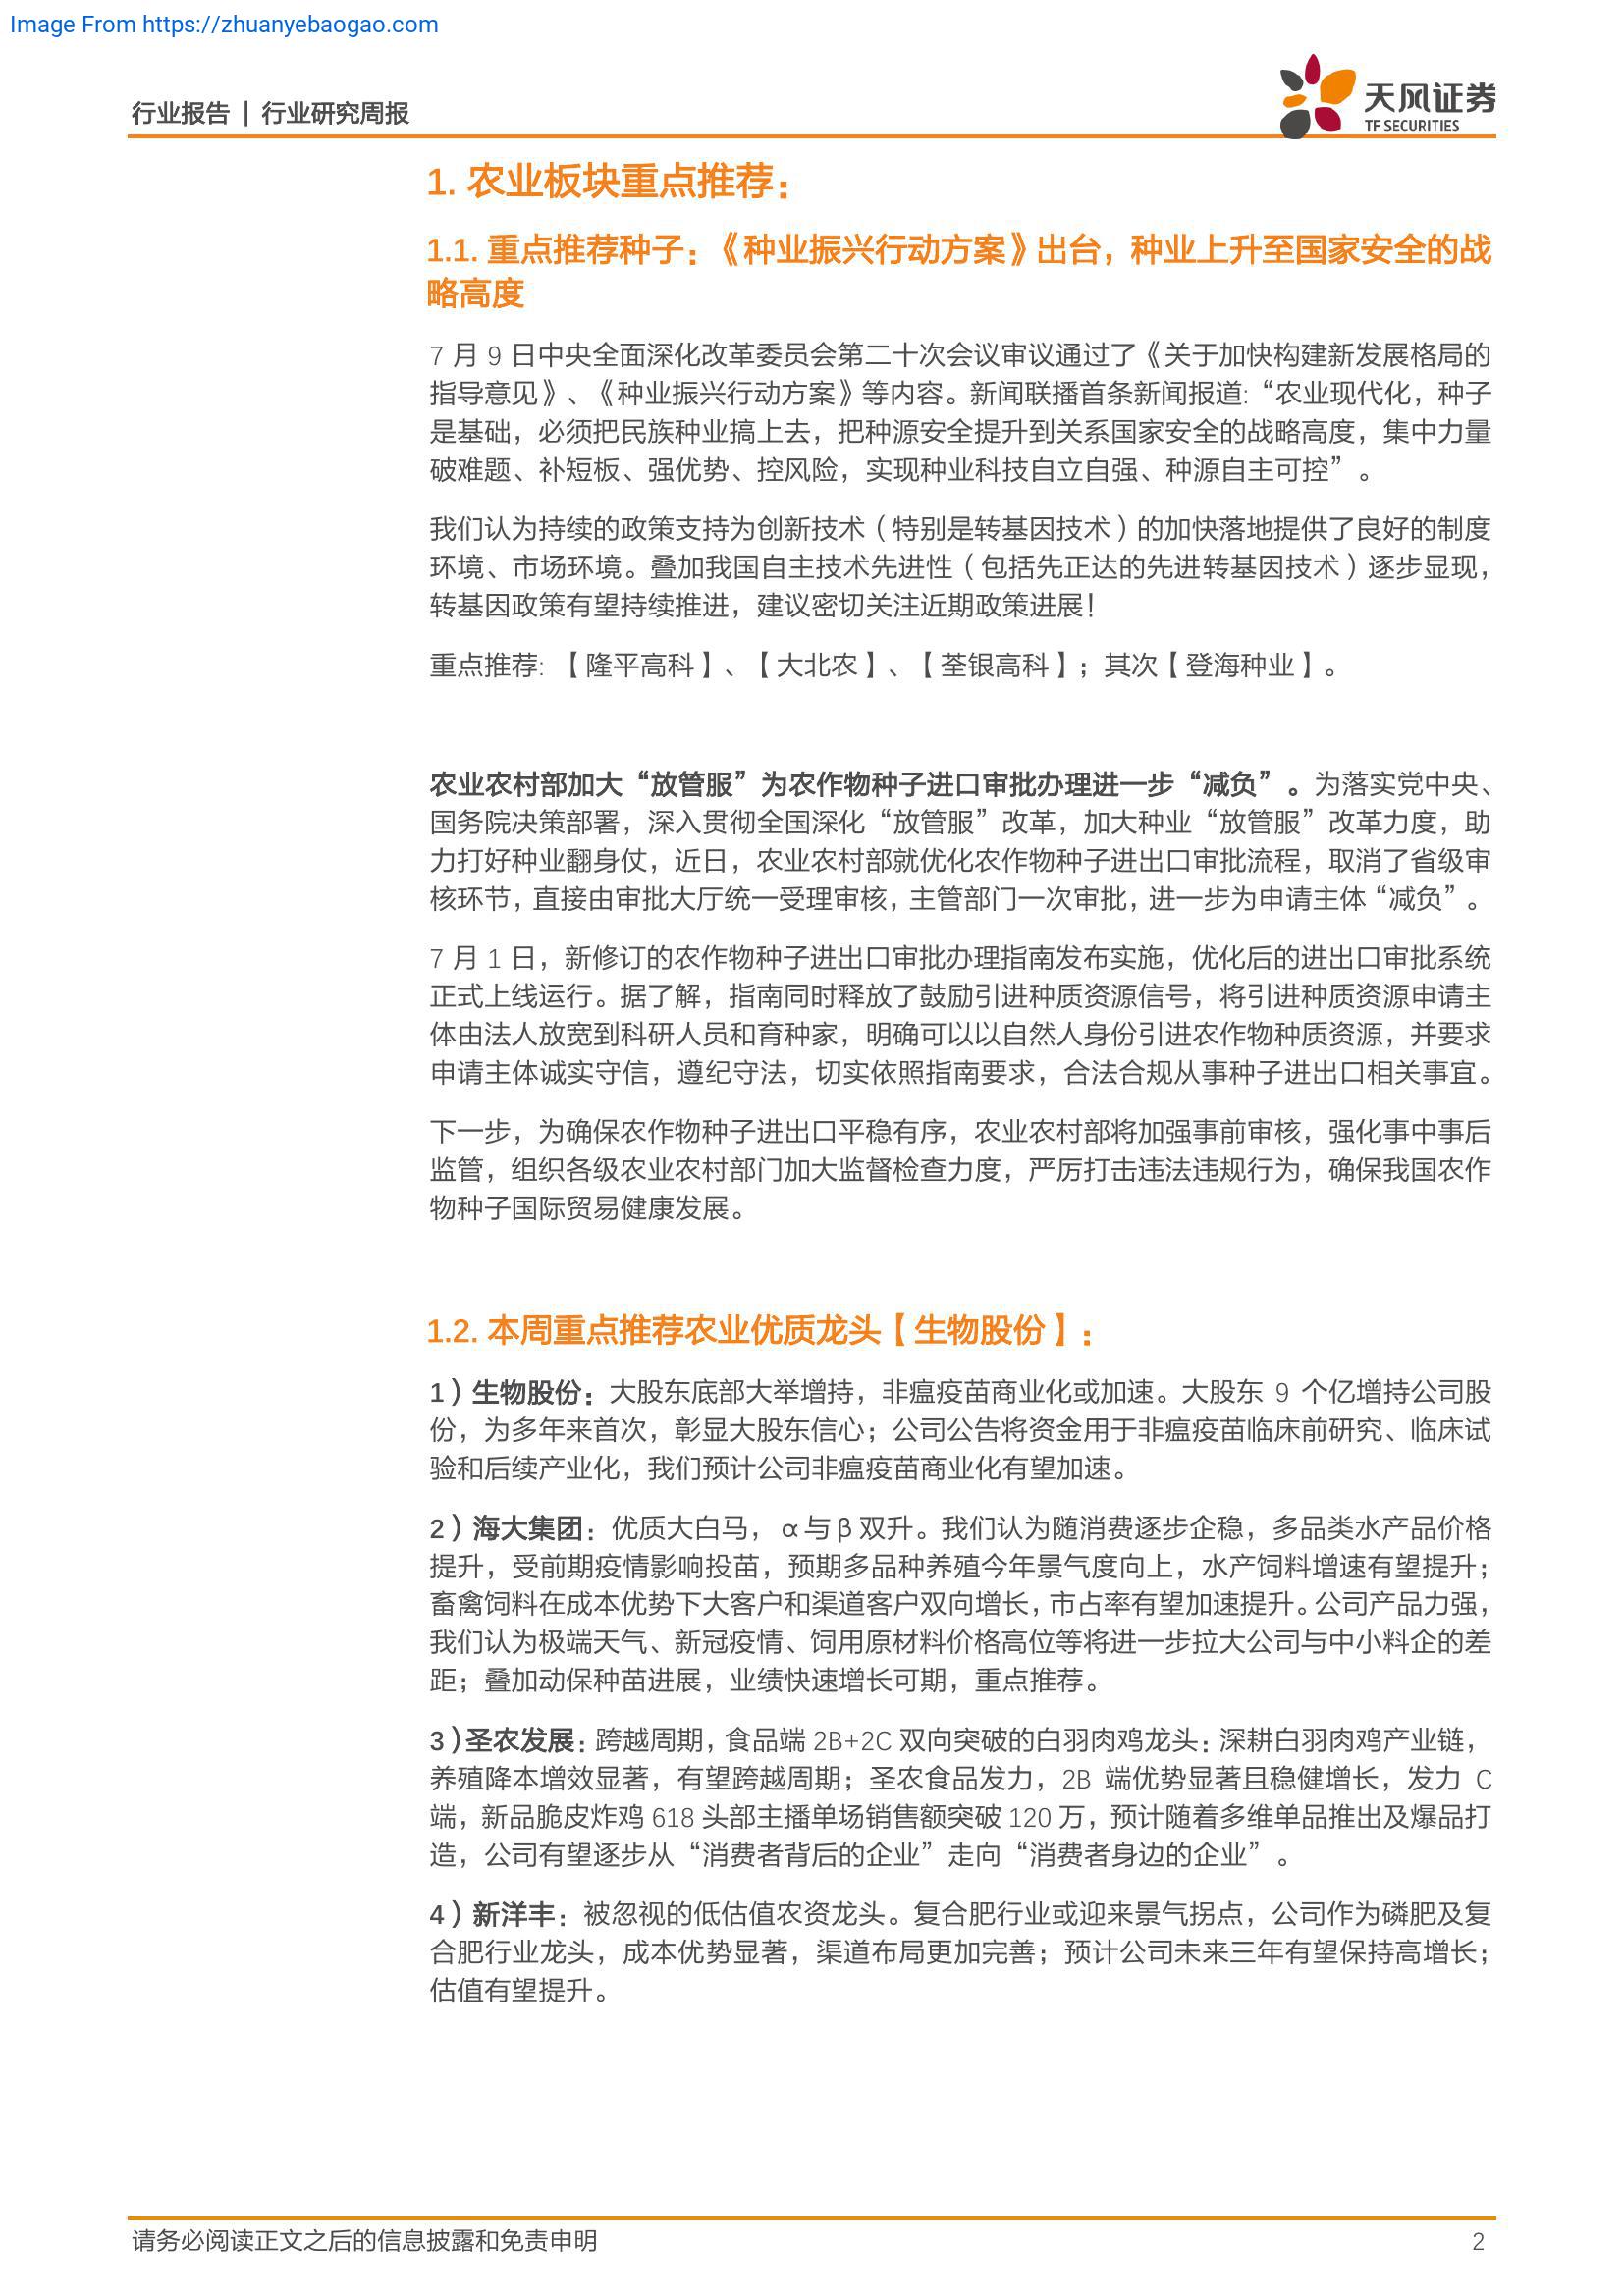 Image From https://zhuanyebaogao.com
行业报告 | 行业研究周报
天风证券
TF SECURITIES
1. 农业板块重点推荐：
1.1. 重点推荐种子：《种业振兴行动方案》出台，种业上升至国家安全的战
略高度
7 月 9 日中央全面深化改革委员会第二十次会议审议通过了《关于加快构建新发展格局的
指导意见》、《种业振兴行动方案》等内容。新闻联播首条新闻报道:“农业现代化，种子
是基础，必须把民族种业搞上去，把种源安全提升到关系国家安全的战略高度，集中力量
破难题、补短板、强优势、控风险，实现种业科技自立自强、种源自主可控”。
我们认为持续的政策支持为创新技术（特别是转基因技术）的加快落地提供了良好的制度
环境、市场环境。叠加我国自主技术先进性（包括先正达的先进转基因技术）逐步显现，
转基因政策有望持续推进，建议密切关注近期政策进展！
重点推荐:【隆平高科】、【大北农】、【荃银高科】；其次【登海种业】。
农业农村部加大“放管服”为农作物种子进口审批办理进一步“减负”。为落实党中央、
国务院决策部署，深入贯彻全国深化“放管服”改革，加大种业“放管服”改革力度，助
力打好种业翻身仗，近日，农业农村部就优化农作物种子进出口审批流程，取消了省级审
核环节，直接由审批大厅统一受理审核，主管部门一次审批，进一步为申请主体“减负”。
7 月 1 日，新修订的农作物种子进出口审批办理指南发布实施，优化后的进出口审批系统
正式上线运行。据了解，指南同时释放了鼓励引进种质资源信号，将引进种质资源申请主
体由法人放宽到科研人员和育种家，明确可以以自然人身份引进农作物种质资源，并要求
申请主体诚实守信，遵纪守法，切实依照指南要求，合法合规从事种子进出口相关事宜。
下一步，为确保农作物种子进出口平稳有序，农业农村部将加强事前审核，强化事中事后
监管，组织各级农业农村部门加大监督检查力度，严厉打击违法违规行为，确保我国农作
物种子国际贸易健康发展。
1.2. 本周重点推荐农业优质龙头【生物股份】：
1）生物股份：大股东底部大举增持，非瘟疫苗商业化或加速。大股东 9 个亿增持公司股
份，为多年来首次，彰显大股东信心；公司公告将资金用于非瘟疫苗临床前研究、临床试
验和后续产业化，我们预计公司非瘟疫苗商业化有望加速。
2）海大集团：优质大白马，α与β双升。我们认为随消费逐步企稳，多品类水产品价格
提升，受前期疫情影响投苗，预期多品种养殖今年景气度向上，水产饲料增速有望提升；
畜禽饲料在成本优势下大客户和渠道客户双向增长，市占率有望加速提升。公司产品力强，
我们认为极端天气、新冠疫情、饲用原材料价格高位等将进一步拉大公司与中小料企的差
距；叠加动保种苗进展，业绩快速增长可期，重点推荐。
3）圣农发展：跨越周期，食品端 2B+2C 双向突破的白羽肉鸡龙头：深耕白羽肉鸡产业链，
养殖降本增效显著，有望跨越周期；圣农食品发力，2B 端优势显著且稳健增长，发力 C
端，新品脆皮炸鸡 618 头部主播单场销售额突破 120 万，预计随着多维单品推出及爆品打
造，公司有望逐步从“消费者背后的企业”走向“消费者身边的企业”。
4）新洋丰：被忽视的低估值农资龙头。复合肥行业或迎来景气拐点，公司作为磷肥及复
合肥行业龙头，成本优势显著，渠道布局更加完善；预计公司未来三年有望保持高增长；
估值有望提升。
请务必阅读正文之后的信息披露和免责申明
2